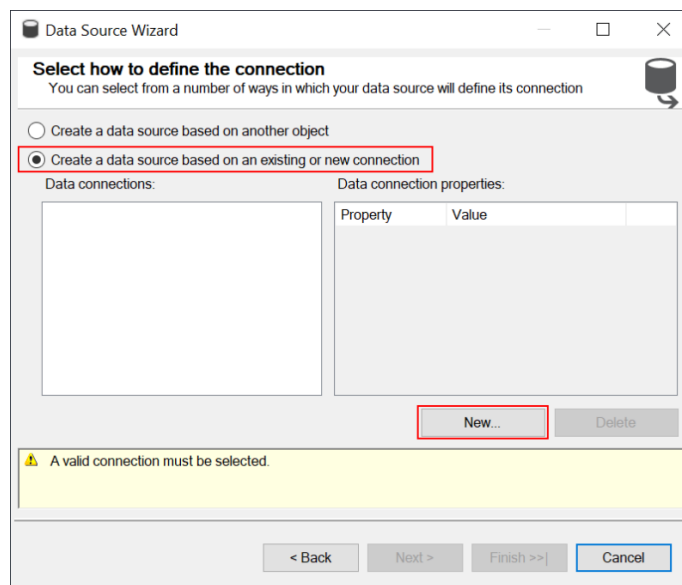 Data Source Wizard
Select how to define the connection
You can select from a number of ways in which your data source will define its connection
Create a data source based on another object
Create a data source based on an existing or new connection
Data connections:
Data connection properties:
Property Value
New... Delete
A valid connection must be selected.
< Back Next > Finish >>| Cancel